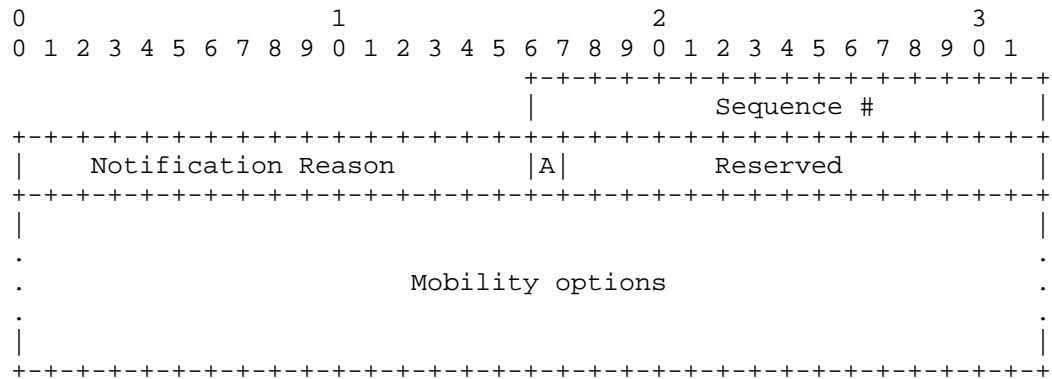 0                   1                   2                   3
0 1 2 3 4 5 6 7 8 9 0 1 2 3 4 5 6 7 8 9 0 1 2 3 4 5 6 7 8 9 0 1
                                +-+-+-+-+-+-+-+-+-+-+-+-+-+-+-+-+
                                |           Sequence #          |
+-+-+-+-+-+-+-+-+-+-+-+-+-+-+-+-+-+-+-+-+-+-+-+-+-+-+-+-+-+-+-+-+
|    Notification Reason        |A|         Reserved            |
+-+-+-+-+-+-+-+-+-+-+-+-+-+-+-+-+-+-+-+-+-+-+-+-+-+-+-+-+-+-+-+-+
|                                                               |
.                                                               .
.                        Mobility options                       .
.                                                               .
|                                                               |
+-+-+-+-+-+-+-+-+-+-+-+-+-+-+-+-+-+-+-+-+-+-+-+-+-+-+-+-+-+-+-+-+